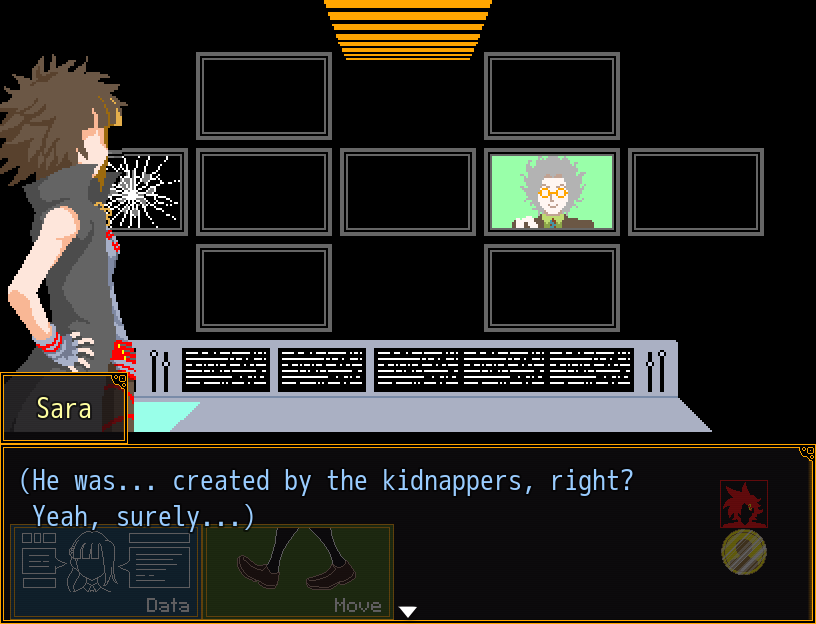 Sara
(He was... created by the kidnappers, right?
Yeah, surely...)
Data
Move